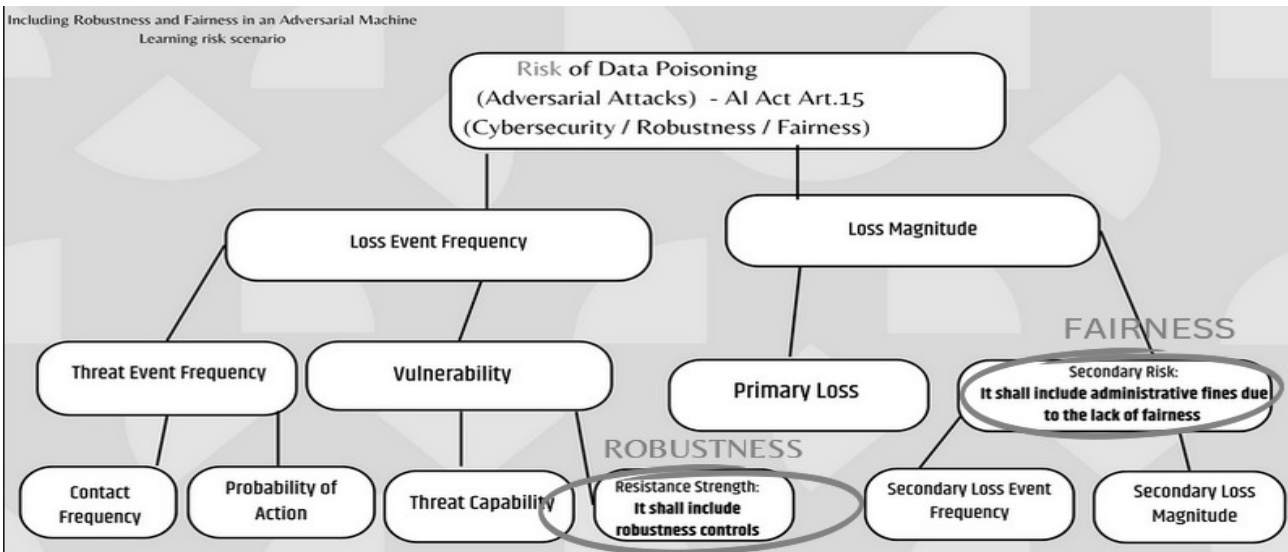 Including Robustness and Fairness in an Adversarial Machine
Learning risk scenario
Risk of Data Poisoning
(Adversarial Attacks) - AI Act Art.15
(Cybersecurity / Robustness / Fairness)
Loss Event Frequency
Loss Magnitude
FAIRNESS
Threat Event Frequency
Vulnerability
Primary Loss
Secondary Risk:
It shall include administrative fines due
to the lack of fairness
ROBUSTNESS
Contact
Frequency
Probability of
Action
Threat Capability
Resistance Strength:
It shall include
robustness controls
Secondary Loss Event
Frequency
Secondary Loss
Magnitude